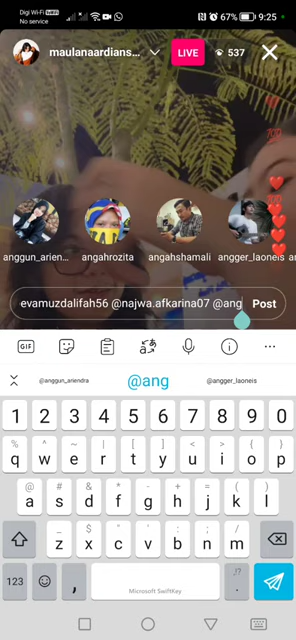 Digi Wi-Fi
No service
67% 9:25
maulanaardians... LIVE 537
anggun_arien... angahrozita angahshamali angger_laoneis
evamuzdalifah56 @najwa.afkarina07 @ang Post
GIF
@anggun_ariendra @ang @angger_laoneis
1 2 3 4 5 6 7 8 9 0
% ^ ~ | [ ] < > { }
q w e r t y u i o p
@ # & * - + = ( )
a s d f g h j k l
_ $ " ' : ; /
z x c v b n m
123 , Microsoft SwiftKey !? .